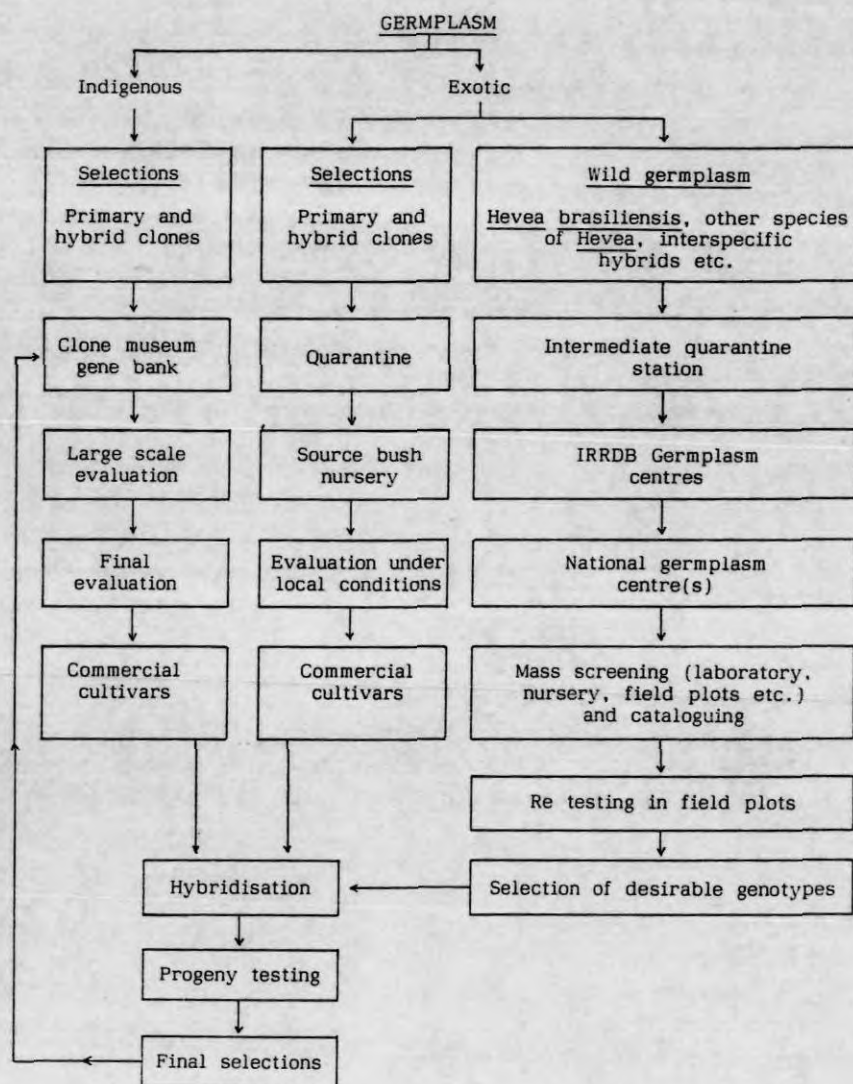 GERMPLASM
Indigenous
Exotic
Selections
Primary and
hybrid clones
Selections
Primary and
hybrid clones
Wild germplasm
Hevea brasiliensis, other species
of Hevea, interspecific
hybrids etc.
Clone museum
gene bank
Quarantine
Intermediate quarantine
station
Large scale
evaluation
Source bush
nursery
IRRDB Germplasm
centres
Final
evaluation
Evaluation under
local conditions
National germplasm
centre(s)
Commercial
cultivars
Commercial
cultivars
Mass screening (laboratory,
nursery, field plots etc.)
and cataloguing
Re testing in field plots
Hybridisation
Selection of desirable genotypes
Progeny testing
Final selections